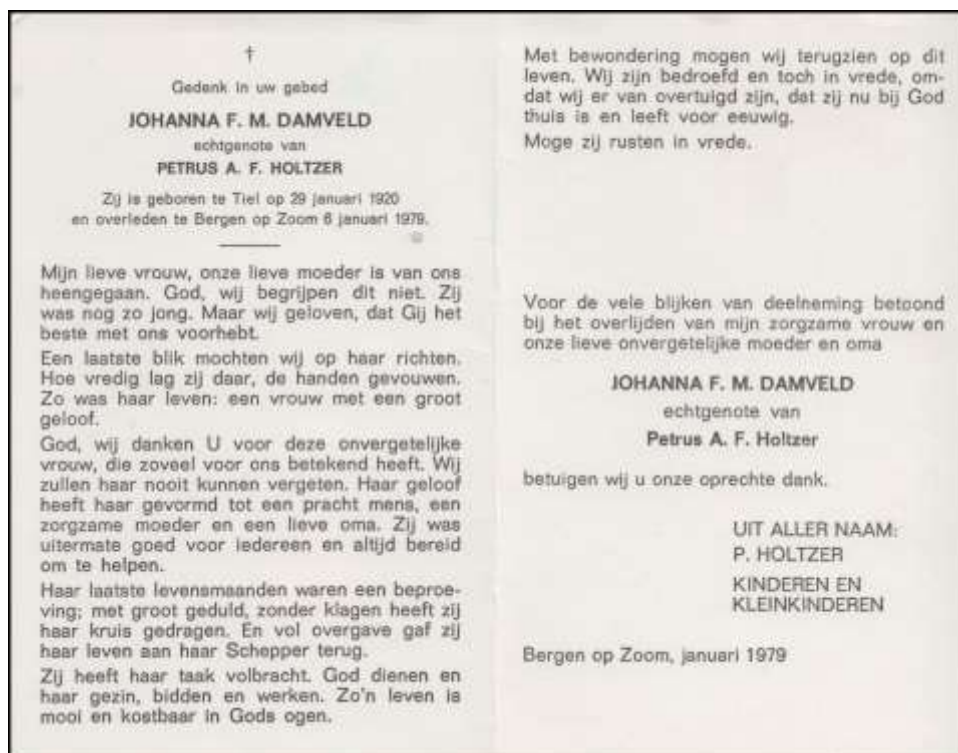 †
Gedenk in uw gebed
JOHANNA F. M. DAMVELD
echtgenote van
PETRUS A. F. HOLTZER
Zij is geboren te Tiel op 29 januari 1920
en overleden te Bergen op Zoom 6 januari 1979.
Mijn lieve vrouw, onze lieve moeder is van ons
heengegaan. God, wij begrijpen dit niet. Zij
was nog zo jong. Maar wij geloven, dat Gij het
beste met ons voorhebt.
Een laatste blik mochten wij op haar richten.
Hoe vredig lag zij daar, de handen gevouwen.
Zo was haar leven: een vrouw met een groot
geloof.
God, wij danken U voor deze onvergetelijke
vrouw, die zoveel voor ons betekend heeft. Wij
zullen haar nooit kunnen vergeten. Haar geloof
heeft haar gevormd tot een pracht mens, een
zorgzame moeder en een lieve oma. Zij was
uitermate goed voor iedereen en altijd bereid
om te helpen.
Haar laatste levensmaanden waren een beproe-
ving; met groot geduld, zonder klagen heeft zij
haar kruis gedragen. En vol overgave gaf zij
haar leven aan haar Schepper terug.
Zij heeft haar taak volbracht. God dienen en
haar gezin, bidden en werken. Zo'n leven is
mooi en kostbaar in Gods ogen.
Met bewondering mogen wij terugzien op dit
leven. Wij zijn bedroefd en toch in vrede, om-
dat wij er van overtuigd zijn, dat zij nu bij God
thuis is en leeft voor eeuwig.
Moge zij rusten in vrede.
Voor de vele blijken van deelneming betoond
bij het overlijden van mijn zorgzame vrouw en
onze lieve onvergetelijke moeder en oma
JOHANNA F. M. DAMVELD
echtgenote van
Petrus A. F. Holtzer
betuigen wij u onze oprechte dank.
UIT ALLER NAAM:
P. HOLTZER
KINDEREN EN
KLEINKINDEREN
Bergen op Zoom, januari 1979